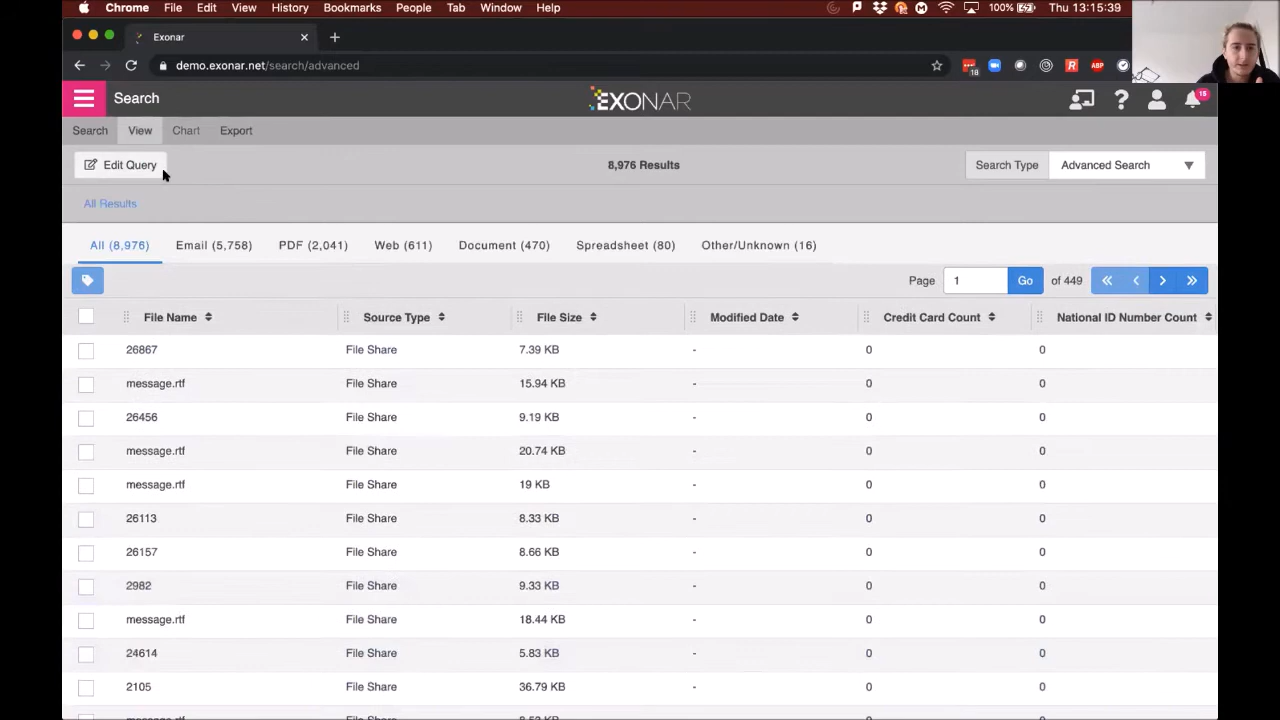 Chrome File Edit View History Bookmarks People Tab Window Help 100% Thu 13:15:39
Exonar
demo.exonar.net/search/advanced 18 R ABP
Search EXONAR 15
Search View Chart Export
Edit Query 8,976 Results Search Type Advanced Search
All Results
All (8,976) Email (5,758) PDF (2,041) Web (611) Document (470) Spreadsheet (80) Other/Unknown (16)
Page 1 Go of 449
File Name Source Type File Size Modified Date Credit Card Count National ID Number Count
26867 File Share 7.39 KB - 0 0
message.rtf File Share 15.94 KB - 0 0
26456 File Share 9.19 KB - 0 0
message.rtf File Share 20.74 KB - 0 0
message.rtf File Share 19 KB - 0 0
26113 File Share 8.33 KB - 0 0
26157 File Share 8.66 KB - 0 0
2982 File Share 9.33 KB - 0 0
message.rtf File Share 18.44 KB - 0 0
24614 File Share 5.83 KB - 0 0
2105 File Share 36.79 KB - 0 0